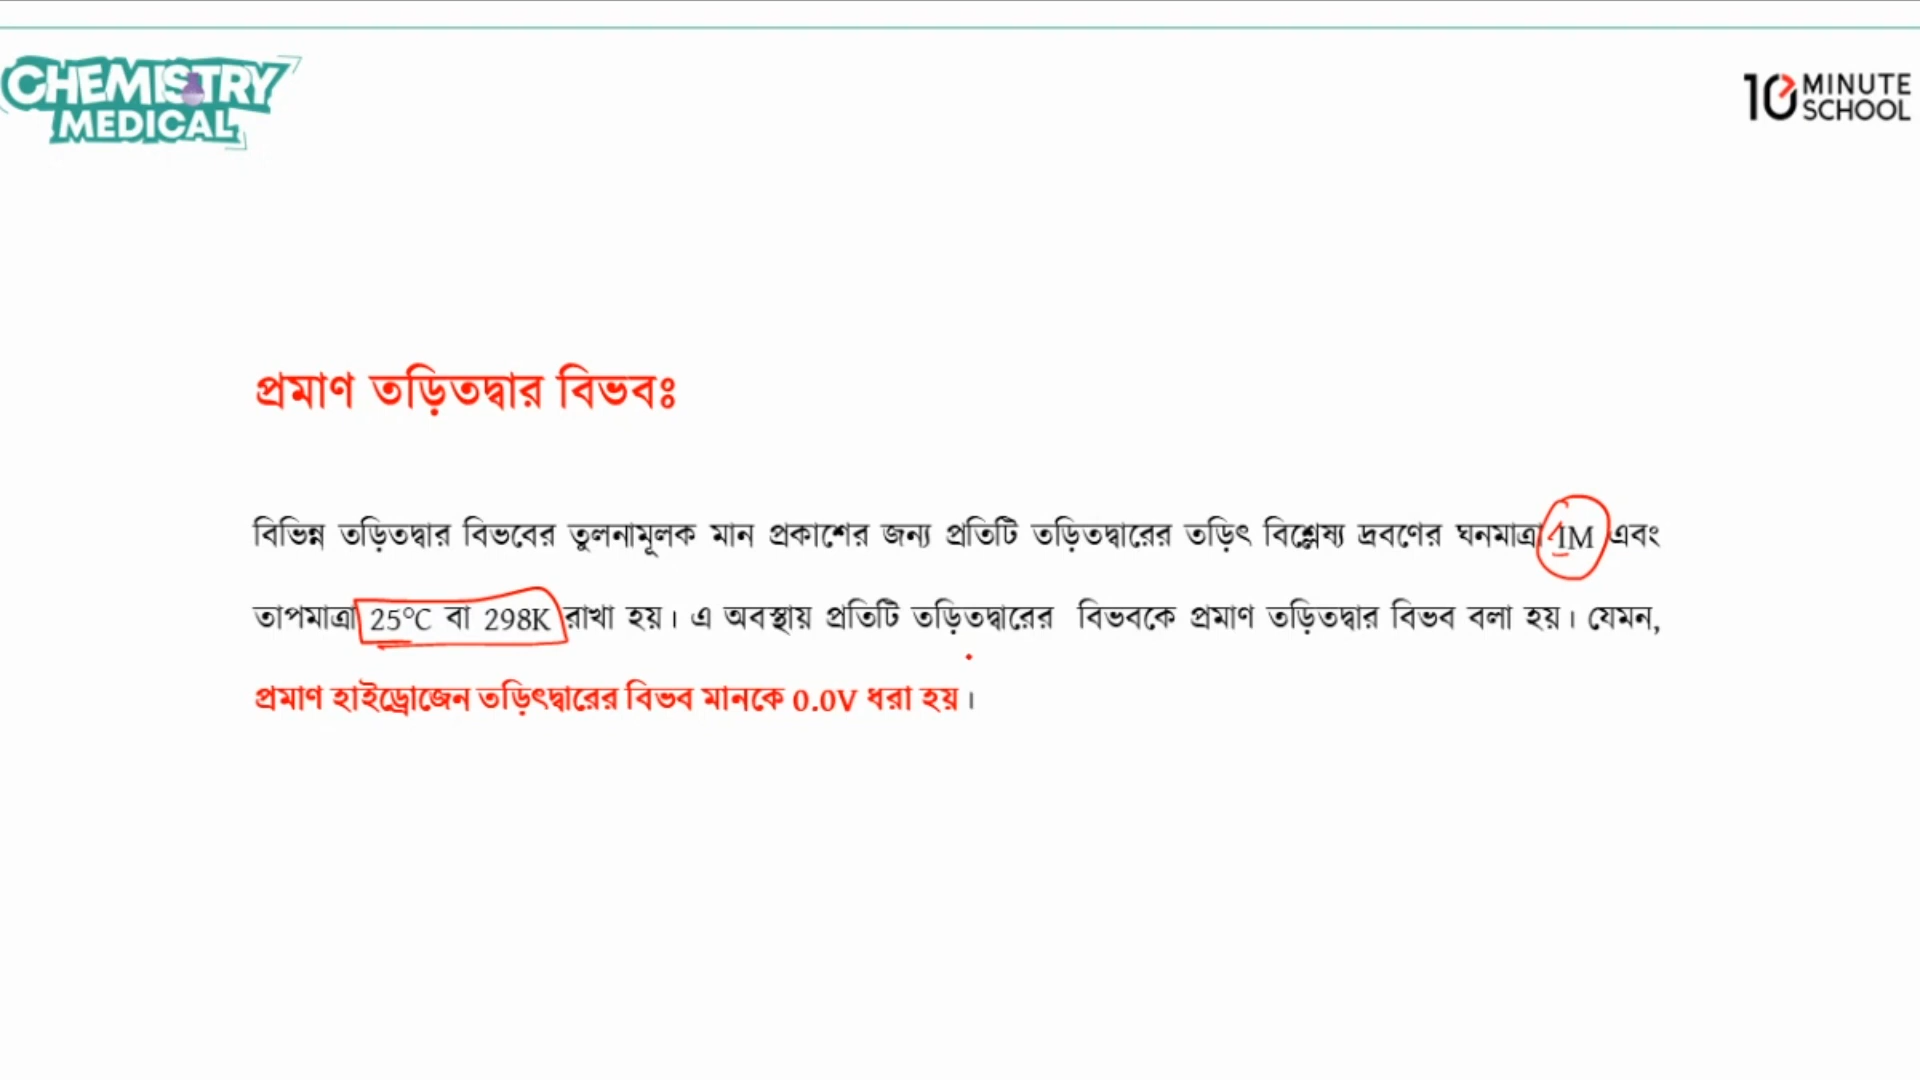 CHEMISTRY
MEDICAL
10 MINUTE
SCHOOL
প্রমাণ তড়িতদ্বার বিভবঃ
বিভিন্ন তড়িতদ্বার বিভবের তুলনামূলক মান প্রকাশের জন্য প্রতিটি তড়িতদ্বারের তড়িৎ বিশ্লেষ্য দ্রবণের ঘনমাত্রা 1M এবং
তাপমাত্রা 25°C বা 298K রাখা হয়। এ অবস্থায় প্রতিটি তড়িতদ্বারের বিভবকে প্রমাণ তড়িতদ্বার বিভব বলা হয়। যেমন,
প্রমাণ হাইড্রোজেন তড়িৎদ্বারের বিভব মানকে 0.0V ধরা হয়।